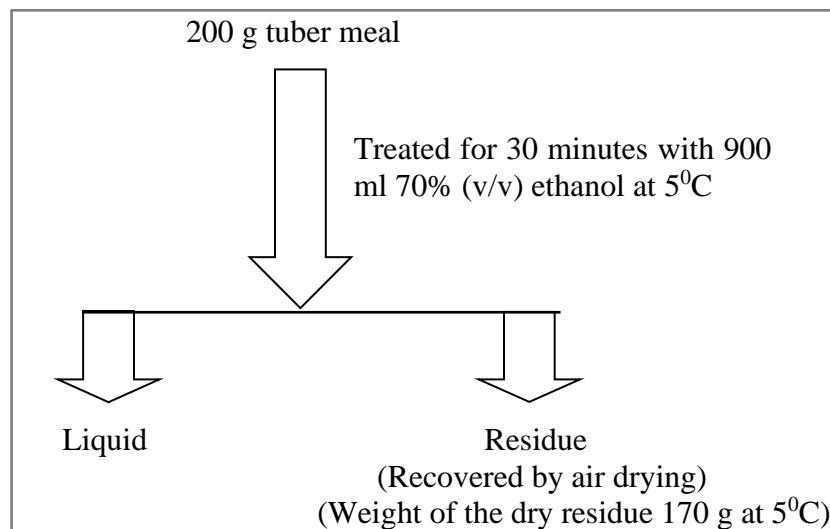 200 g tuber meal
Treated for 30 minutes with 900
ml 70% (v/v) ethanol at 5⁰C
Liquid
Residue
(Recovered by air drying)
(Weight of the dry residue 170 g at 5⁰C)